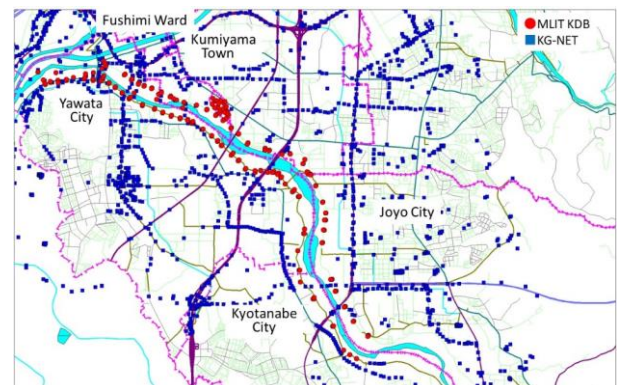 Fushimi Ward
MLIT KDB
KG-NET
Kumiyama
Town
Yawata
City
Joyo City
Kyotanabe
City